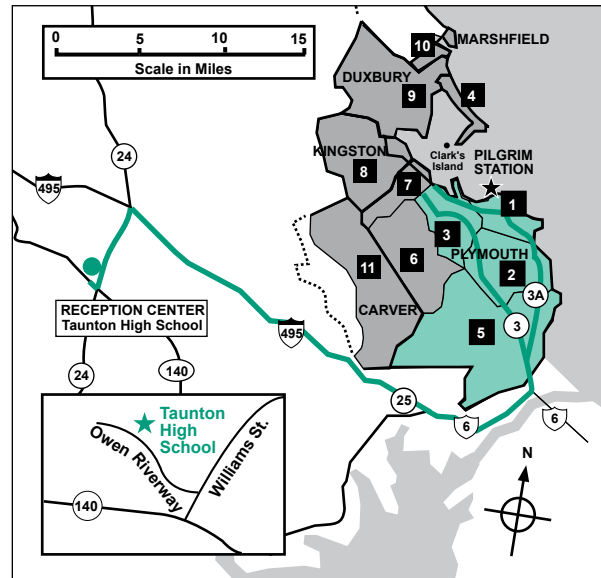 0 5 10 15
Scale in Miles
10
MARSHFIELD
DUXBURY
9
4
24
KINGSTON
Clark's
Island
PILGRIM
STATION
495
8
7
1
3
PLYMOUTH
6
2
11
3A
RECEPTION CENTER
Taunton High School
CARVER
5
3
495
24
140
25
6
6
Taunton
High
School
Owen Riverway
Williams St.
140
N